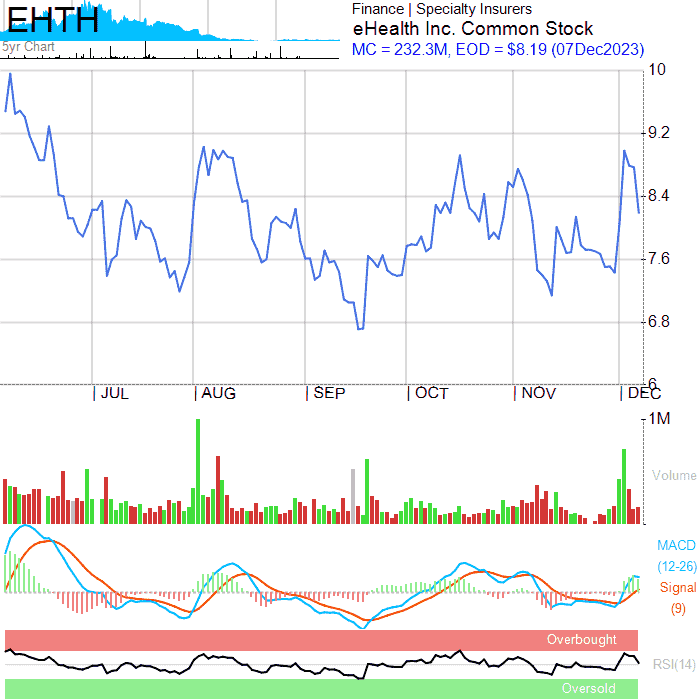 EHTH
5yr Chart
Finance | Specialty Insurers
eHealth Inc. Common Stock
MC = 232.3M, EOD = $8.19 (07Dec2023)
10
9.2
8.4
7.6
6.8
6
JUL AUG SEP OCT NOV DEC
1M
Volume
MACD
(12-26)
Signal
(9)
Overbought
RSI(14)
Oversold